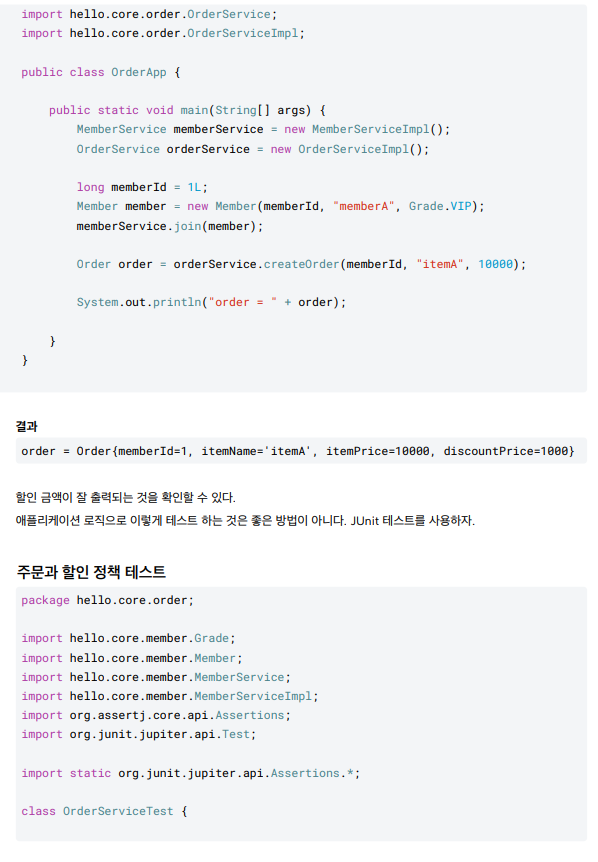 import hello.core.order.OrderService;
import hello.core.order.OrderServiceImpl;

public class OrderApp {

    public static void main(String[] args) {
        MemberService memberService = new MemberServiceImpl();
        OrderService orderService = new OrderServiceImpl();

        long memberId = 1L;
        Member member = new Member(memberId, "memberA", Grade.VIP);
        memberService.join(member);

        Order order = orderService.createOrder(memberId, "itemA", 10000);

        System.out.println("order = " + order);

    }
}

결과
order = Order{memberId=1, itemName='itemA', itemPrice=10000, discountPrice=1000}

할인 금액이 잘 출력되는 것을 확인할 수 있다.
애플리케이션 로직으로 이렇게 테스트 하는 것은 좋은 방법이 아니다. JUnit 테스트를 사용하자.

주문과 할인 정책 테스트
package hello.core.order;

import hello.core.member.Grade;
import hello.core.member.Member;
import hello.core.member.MemberService;
import hello.core.member.MemberServiceImpl;
import org.assertj.core.api.Assertions;
import org.junit.jupiter.api.Test;

import static org.junit.jupiter.api.Assertions.*;

class OrderServiceTest {